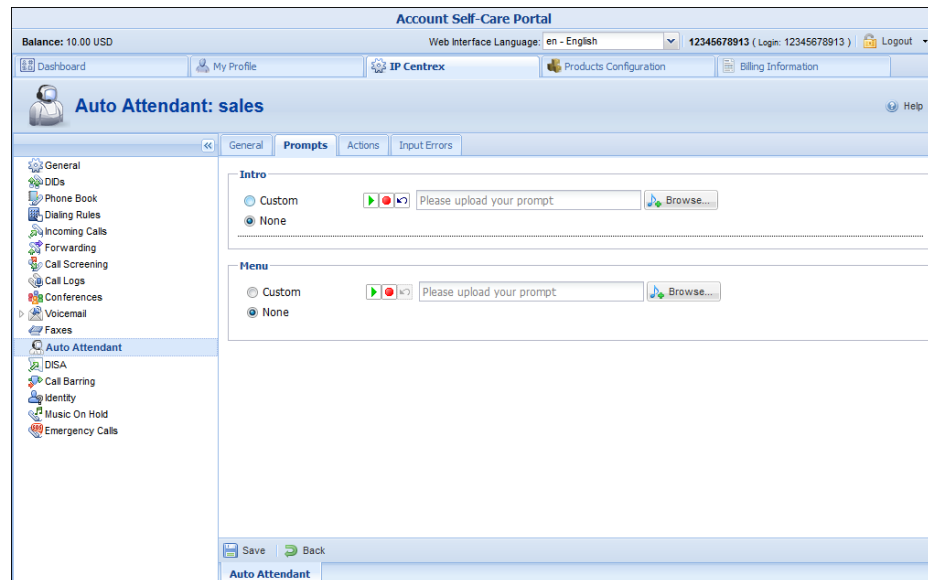 Account Self-Care Portal
Balance: 10.00 USD Web Interface Language: en - English 12345678913 ( Login: 12345678913 ) Logout
Dashboard My Profile IP Centrex Products Configuration Billing Information
Auto Attendant: sales Help
General Prompts Actions Input Errors
General
DIDs
Phone Book
Dialing Rules
Incoming Calls
Forwarding
Call Screening
Call Logs
Conferences
Voicemail
Faxes
Auto Attendant
DISA
Call Barring
Identity
Music On Hold
Emergency Calls
Intro
Custom Please upload your prompt Browse...
None
Menu
Custom Please upload your prompt Browse...
None
Save Back
Auto Attendant